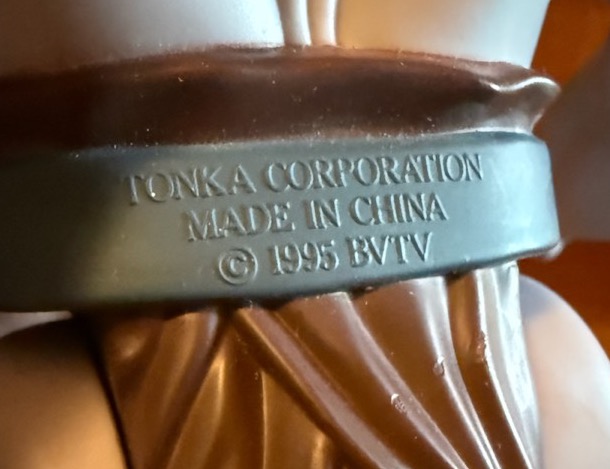 TONKA CORPORATION
MADE IN CHINA
© 1995 BVTV